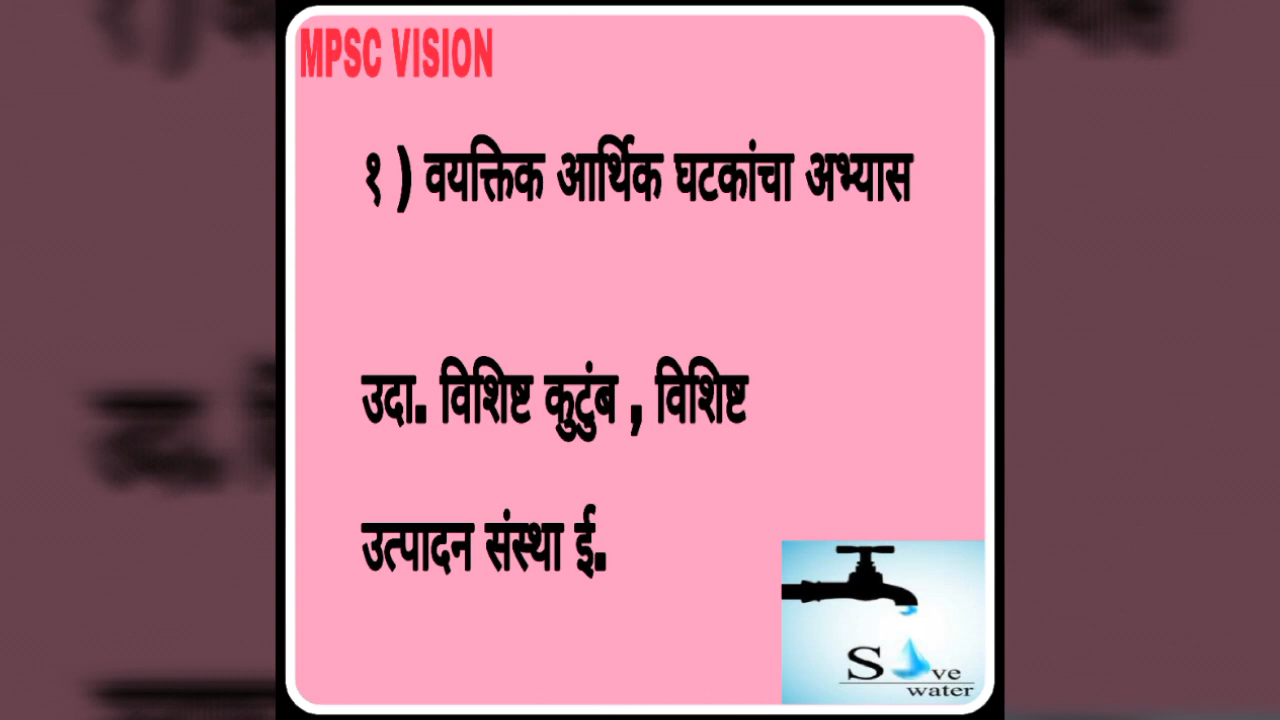 MPSC VISION
१ ) वयक्तिक आर्थिक घटकांचा अभ्यास
उदा. विशिष्ट कुटुंब , विशिष्ट
उत्पादन संस्था ई.
S ve
water